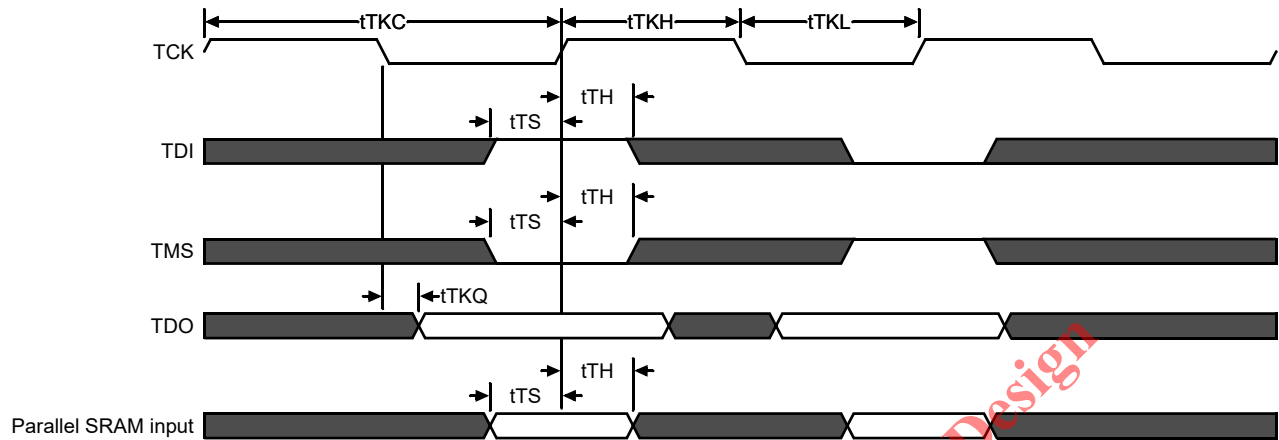 tTKC
tTKH
tTKL
TCK
tTH
tTS
TDI
tTH
tTS
TMS
tTKQ
TDO
tTH
tTS
Parallel SRAM input
Design